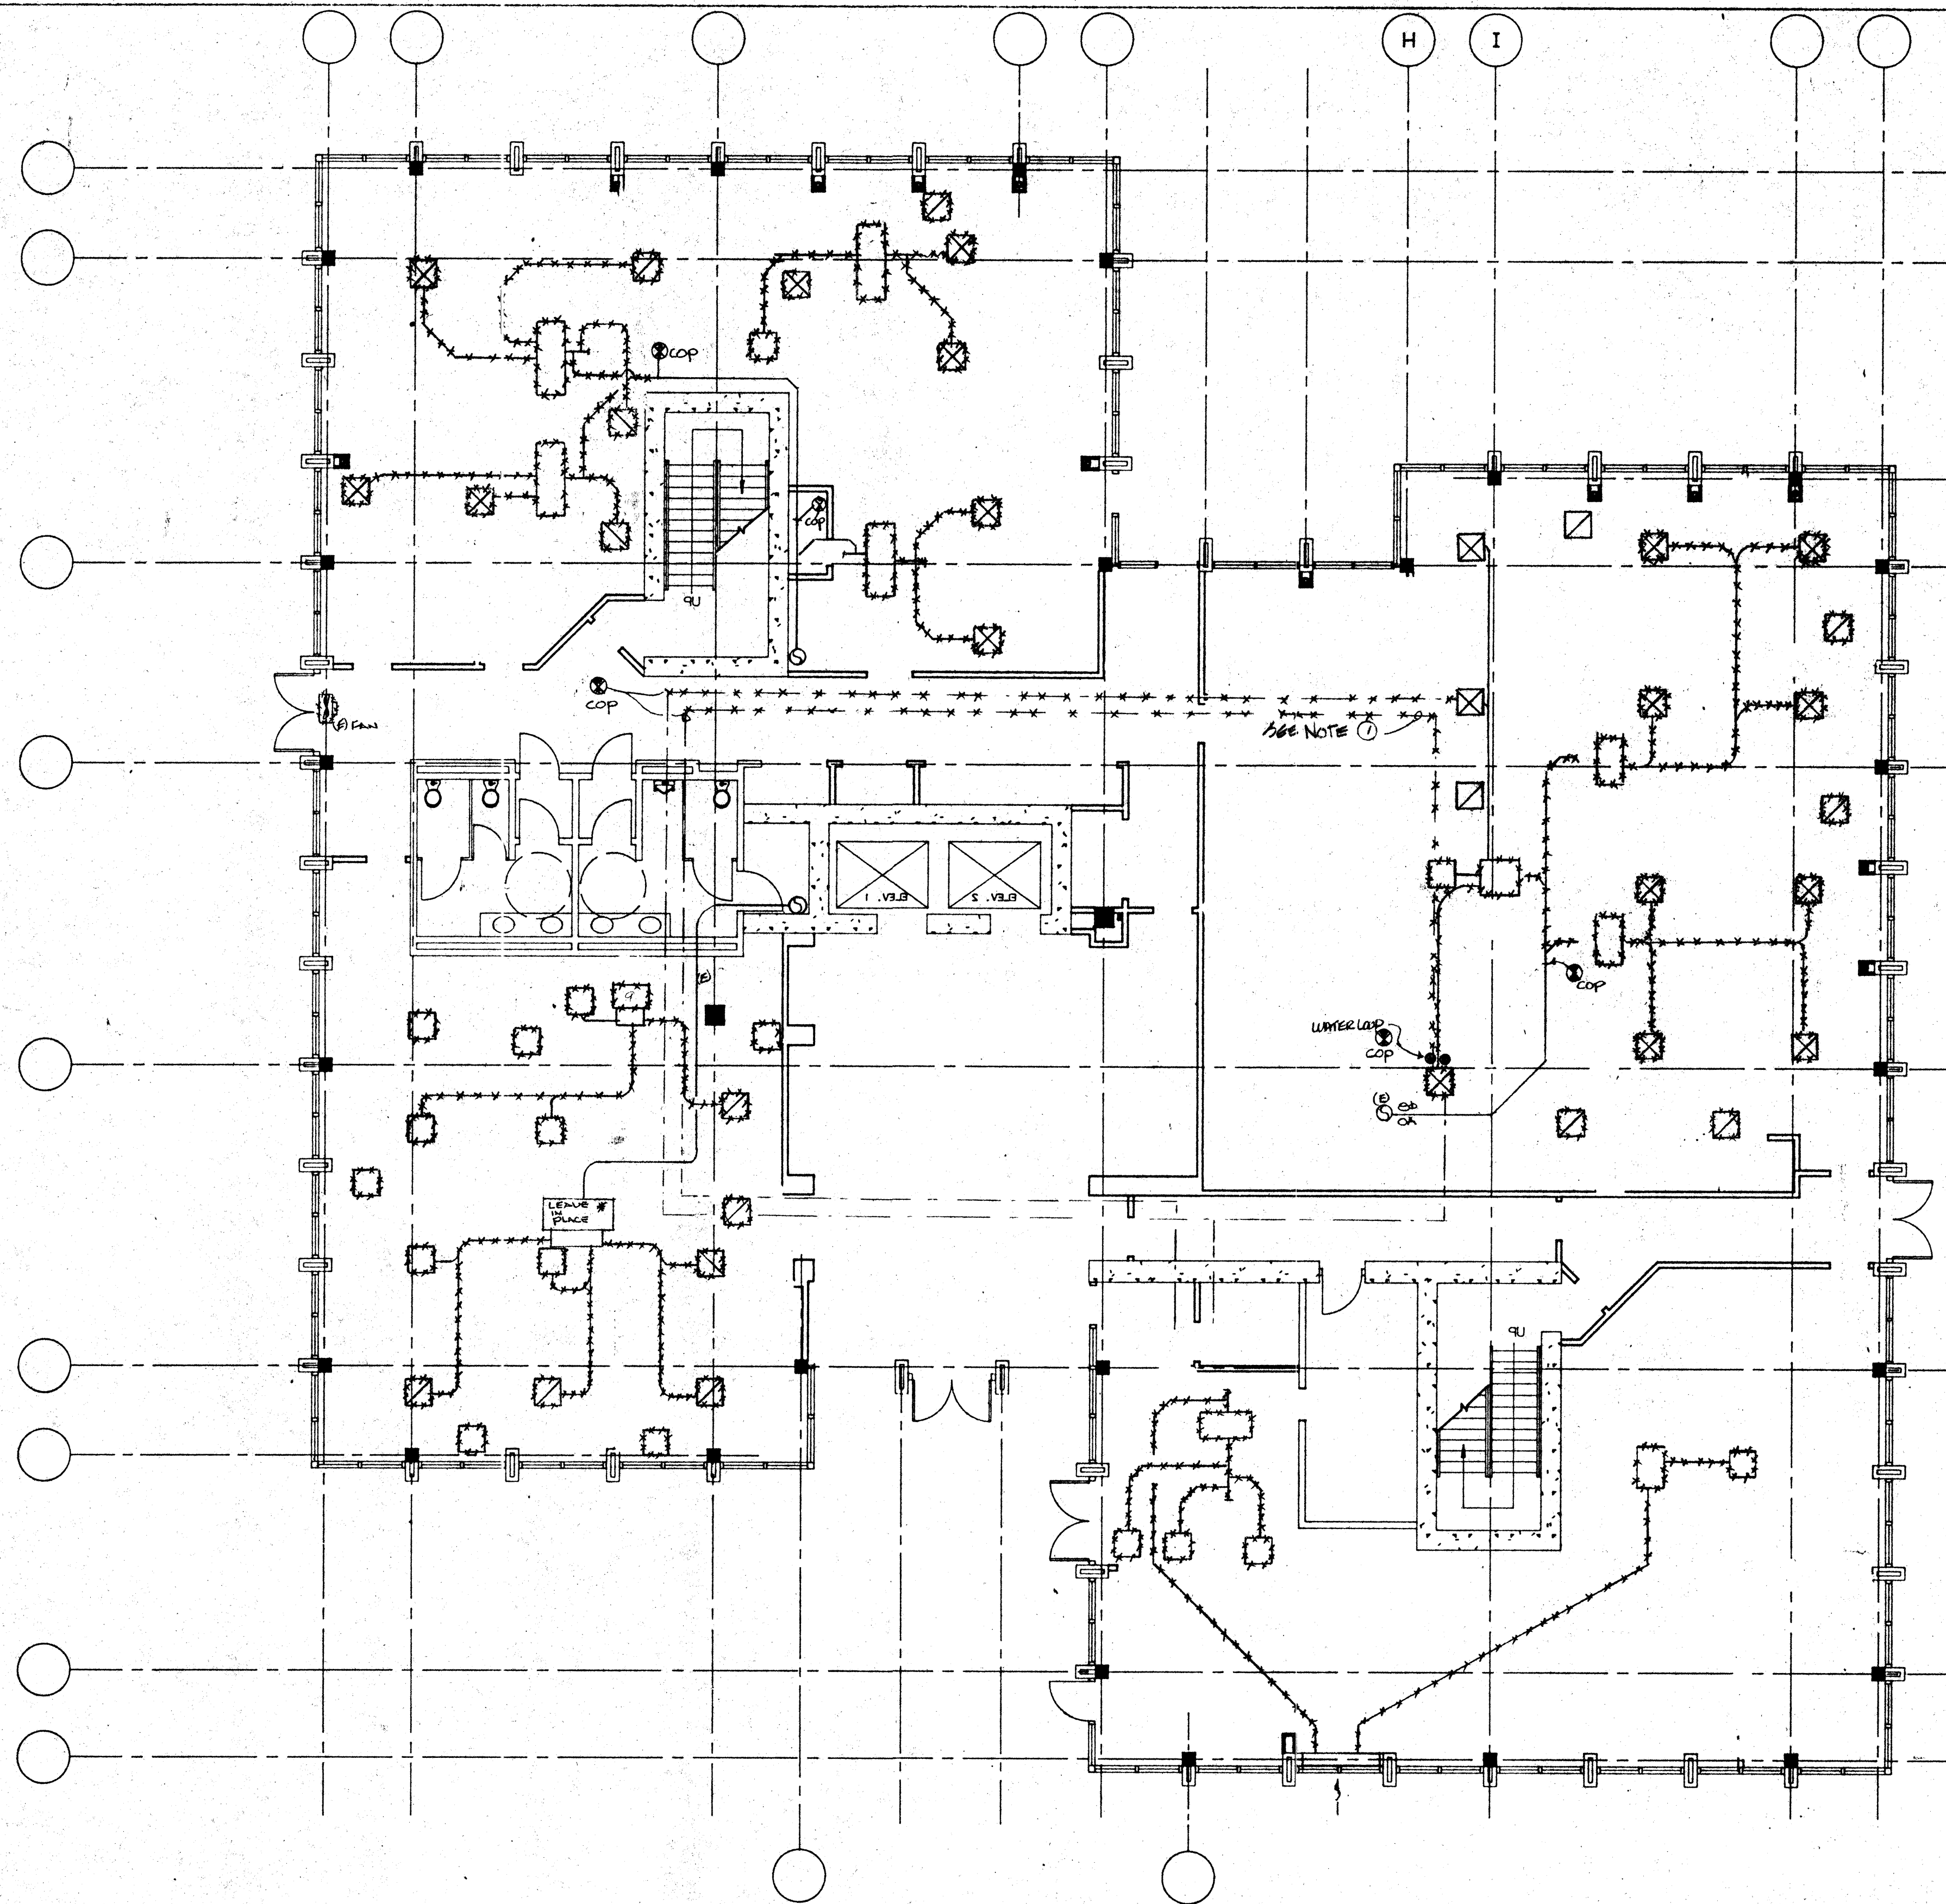 H
I
COP
COP
UP
COP
(E) FAN
SEE NOTE 1
ELEV. 1
ELEV. 2
(E)
9
COP
WATER LOOP
COP
(E)
LEAVE *
IN
PLACE
UP